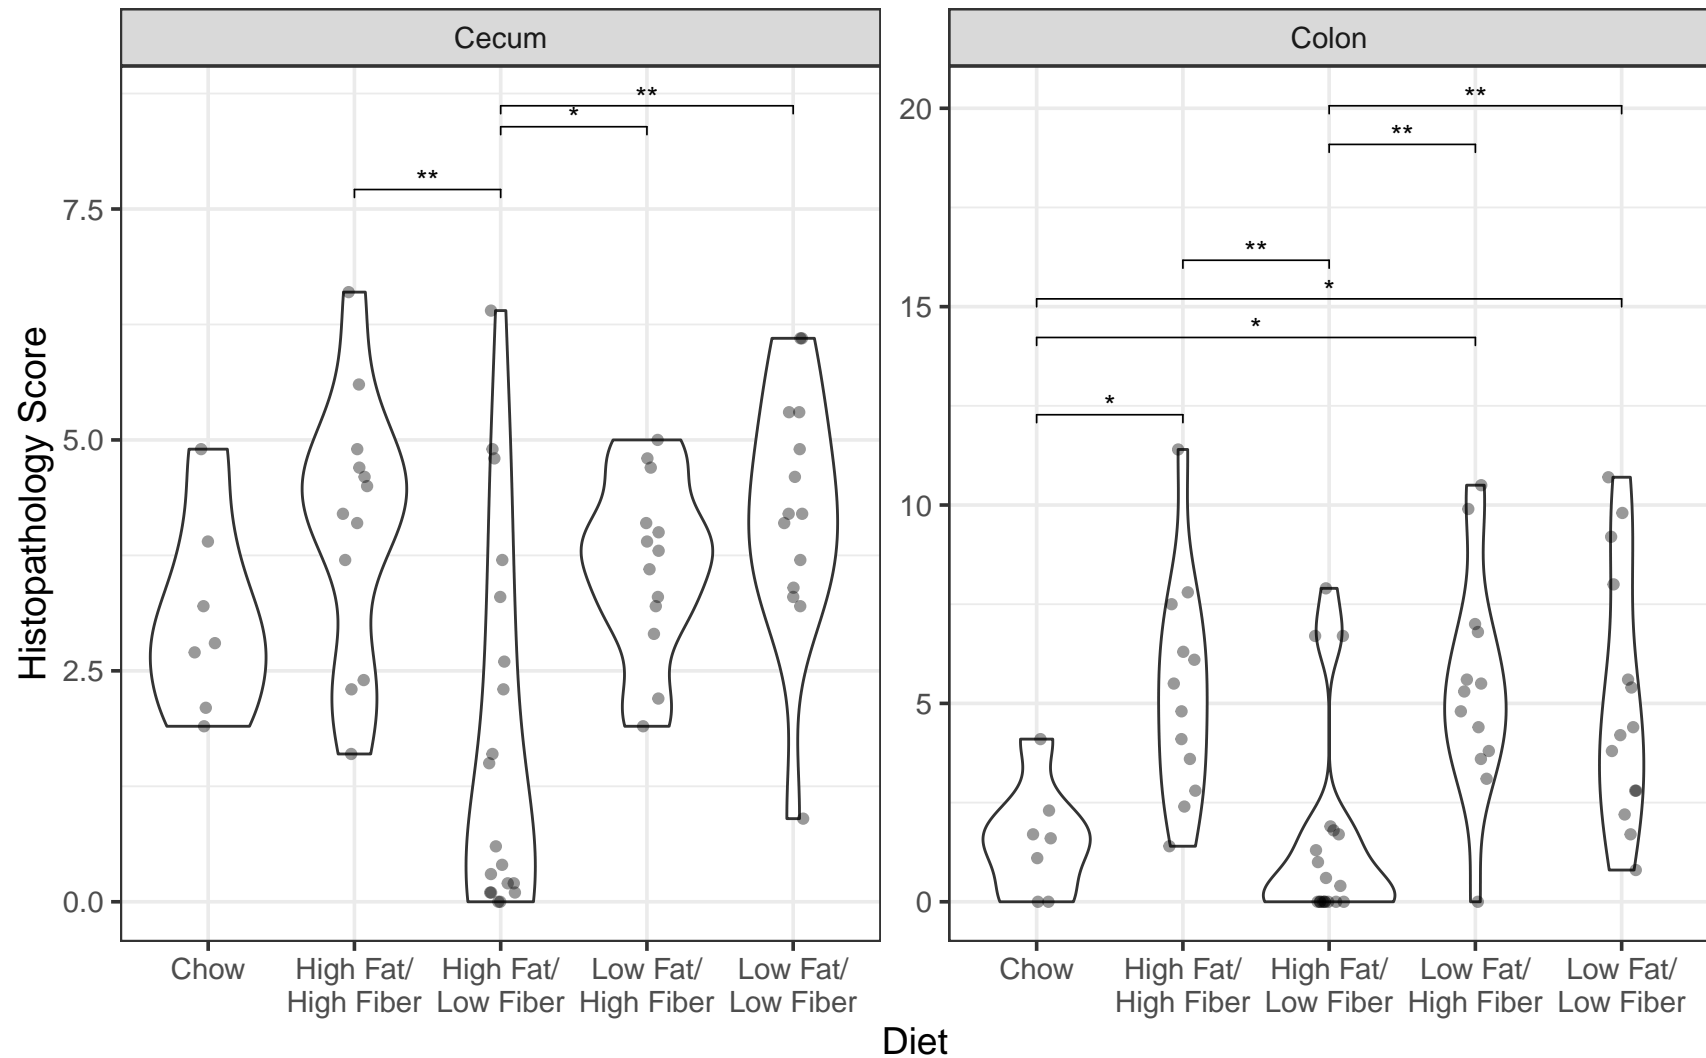 Cecum
Colon
Histopathology Score
7.5
5.0
2.5
0.0
**
*
**
20
15
10
5
0
**
**
**
*
*
*
Chow
High Fat/
High Fiber
High Fat/
Low Fiber
Low Fat/
High Fiber
Low Fat/
Low Fiber
Chow
High Fat/
High Fiber
High Fat/
Low Fiber
Low Fat/
High Fiber
Low Fat/
Low Fiber
Diet